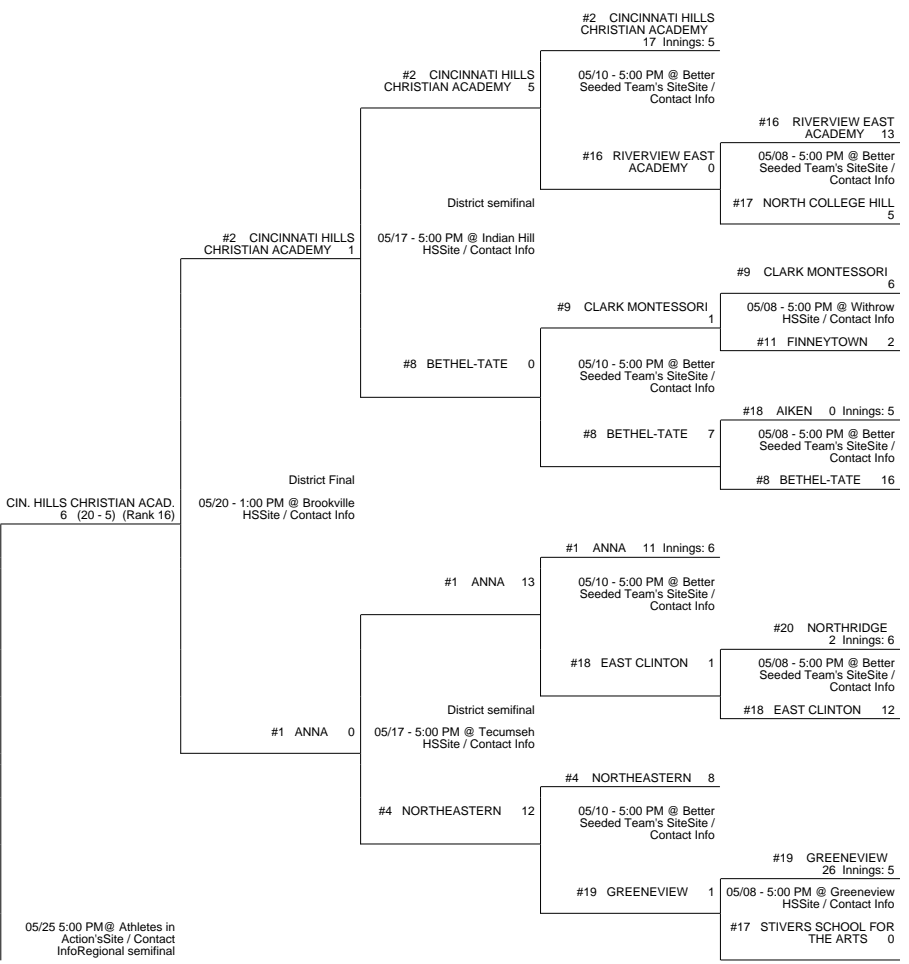 #2 CINCINNATI HILLS
CHRISTIAN ACADEMY
17 Innings: 5
#2 CINCINNATI HILLS
CHRISTIAN ACADEMY 5
05/10 - 5:00 PM @ Better
Seeded Team's SiteSite /
Contact Info
#16 RIVERVIEW EAST
ACADEMY 13
#16 RIVERVIEW EAST
ACADEMY 0
05/08 - 5:00 PM @ Better
Seeded Team's SiteSite /
Contact Info
District semifinal
#17 NORTH COLLEGE HILL
5
#2 CINCINNATI HILLS
CHRISTIAN ACADEMY 1
05/17 - 5:00 PM @ Indian Hill
HSSite / Contact Info
#9 CLARK MONTESSORI
6
#9 CLARK MONTESSORI
1
05/08 - 5:00 PM @ Withrow
HSSite / Contact Info
#11 FINNEYTOWN 2
#8 BETHEL-TATE 0
05/10 - 5:00 PM @ Better
Seeded Team's SiteSite /
Contact Info
#18 AIKEN 0 Innings: 5
#8 BETHEL-TATE 7
05/08 - 5:00 PM @ Better
Seeded Team's SiteSite /
Contact Info
#8 BETHEL-TATE 16
District Final
CIN. HILLS CHRISTIAN ACAD.
6 (20 - 5) (Rank 16)
05/20 - 1:00 PM @ Brookville
HSSite / Contact Info
#1 ANNA 11 Innings: 6
#1 ANNA 13
05/10 - 5:00 PM @ Better
Seeded Team's SiteSite /
Contact Info
#20 NORTHRIDGE
2 Innings: 6
#18 EAST CLINTON 1
05/08 - 5:00 PM @ Better
Seeded Team's SiteSite /
Contact Info
District semifinal
#18 EAST CLINTON 12
#1 ANNA 0
05/17 - 5:00 PM @ Tecumseh
HSSite / Contact Info
#4 NORTHEASTERN 8
#4 NORTHEASTERN 12
05/10 - 5:00 PM @ Better
Seeded Team's SiteSite /
Contact Info
#19 GREENEVIEW
26 Innings: 5
#19 GREENEVIEW 1
05/08 - 5:00 PM @ Greeneview
HSSite / Contact Info
05/25 5:00 PM@ Athletes in
Action'sSite / Contact
InfoRegional semifinal
#17 STIVERS SCHOOL FOR
THE ARTS 0